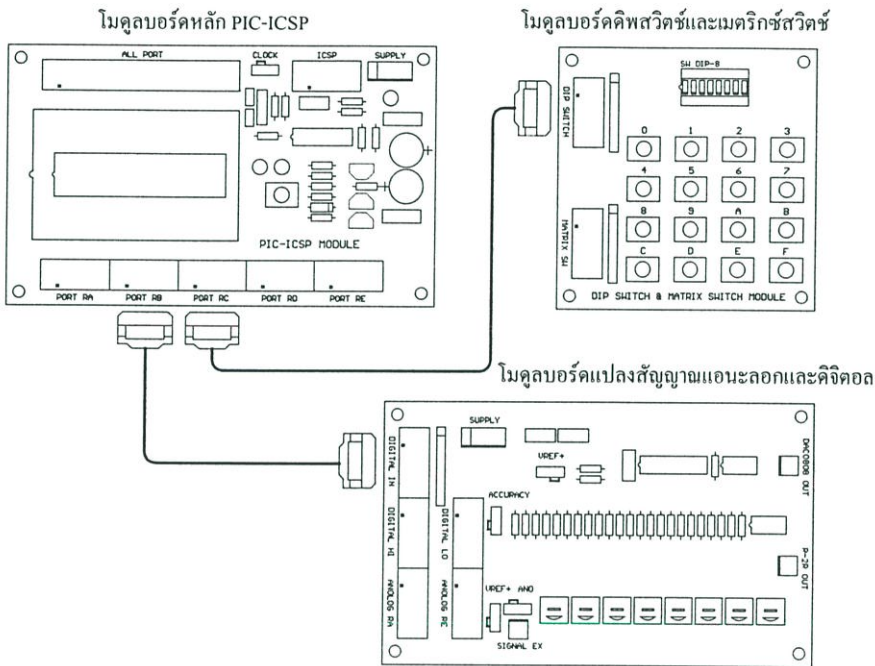 โมดูลบอร์ดหลัก PIC-ICSP
ALL PORT
CLOCK
ICSP
SUPPLY
PIC-ICSP MODULE
PORT RA
PORT RB
PORT RC
PORT RD
PORT RE
โมดูลบอร์ดดิพสวิตช์และเมตริกซ์สวิตช์
SW DIP-8
DIP SWITCH
0 1 2 3
4 5 6 7
8 9 A B
MATRIX SW
C D E F
DIP SWITCH & MATRIX SWITCH MODULE
โมดูลบอร์ดแปลงสัญญาณแอนะลอกและดิจิตอล
SUPPLY
DIGITAL IN
VREF+
DAC0808 OUT
ACCURACY
DIGITAL HI
DIGITAL LO
R-2R OUT
VREF+ AN0
ANOLOG RA
ANOLOG RE
SIGNAL EX